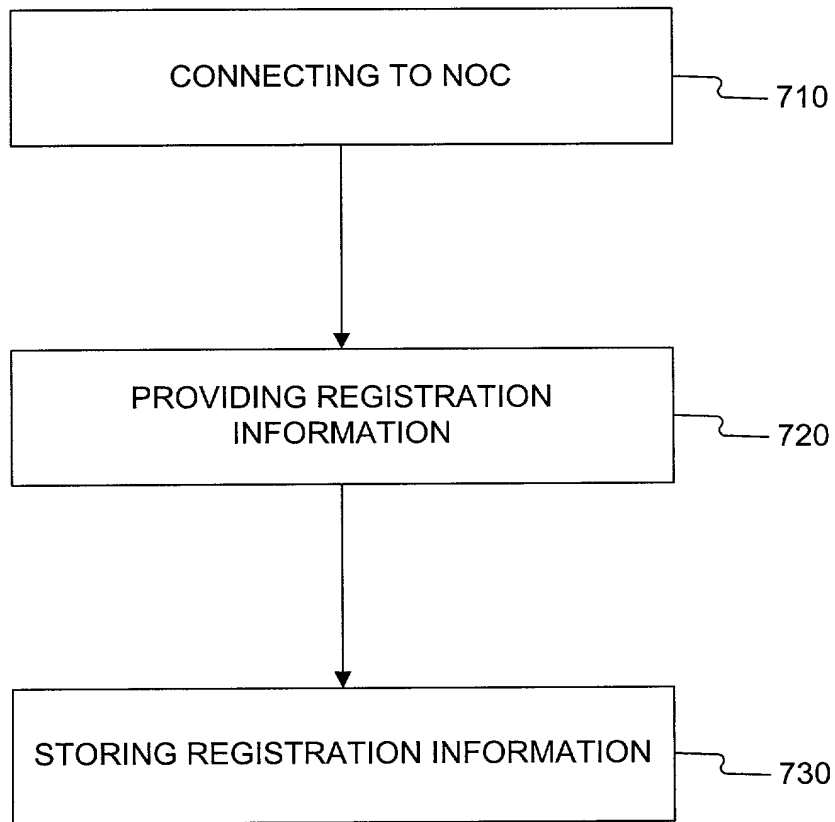 CONNECTING TO NOC
710
PROVIDING REGISTRATION
INFORMATION
720
STORING REGISTRATION INFORMATION
730